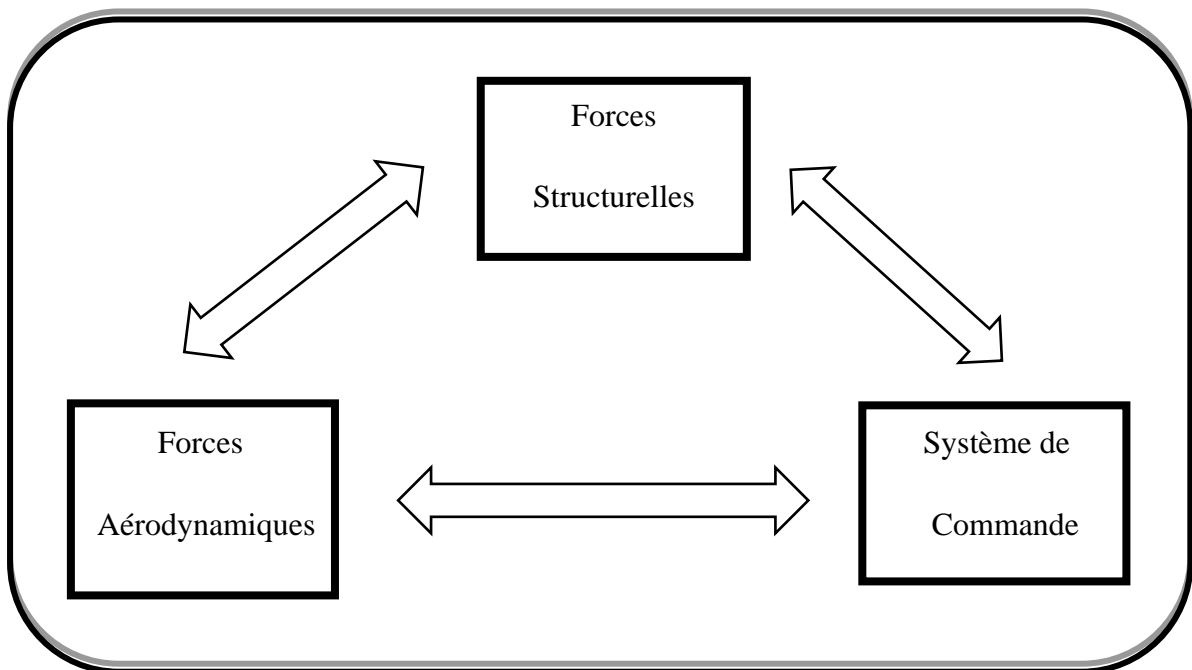 Forces
Structurelles
Forces
Aérodynamiques
Système de
Commande